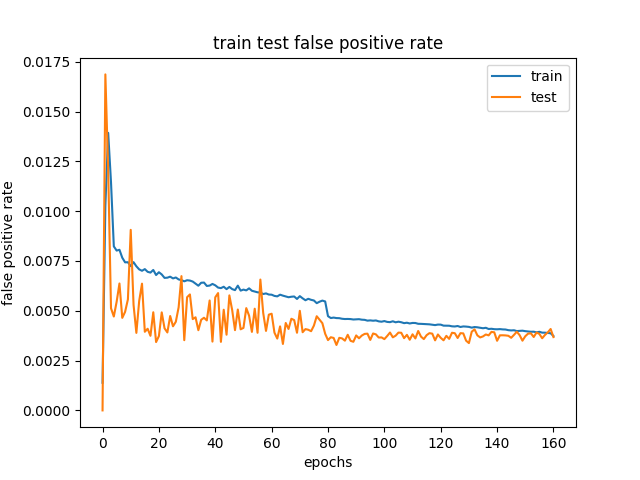 train test false positive rate
train
test
false positive rate
0.0175
0.0150
0.0125
0.0100
0.0075
0.0050
0.0025
0.0000
0 20 40 60 80 100 120 140 160
epochs